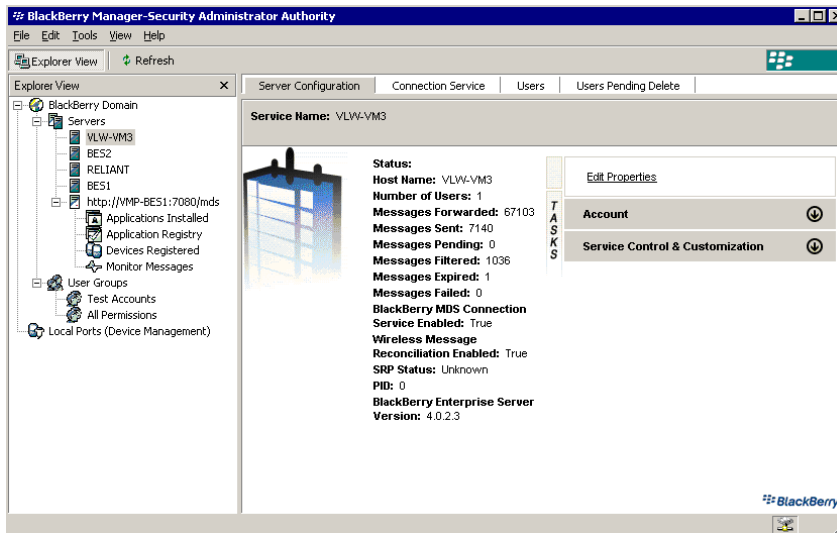 BlackBerry Manager-Security Administrator Authority
File Edit Tools View Help
Explorer View Refresh
Explorer View
BlackBerry Domain
Servers
VLW-VM3
BES2
RELIANT
BES1
http://VMP-BES1:7080/mds
Applications Installed
Application Registry
Devices Registered
Monitor Messages
User Groups
Test Accounts
All Permissions
Local Ports (Device Management)
Server Configuration Connection Service Users Users Pending Delete
Service Name: VLW-VM3
Status:
Host Name: VLW-VM3
Number of Users: 1
Messages Forwarded: 67103
Messages Sent: 7140
Messages Pending: 0
Messages Filtered: 1036
Messages Expired: 1
Messages Failed: 0
BlackBerry MDS Connection
Service Enabled: True
Wireless Message
Reconciliation Enabled: True
SRP Status: Unknown
PID: 0
BlackBerry Enterprise Server
Version: 4.0.2.3
TASKS
Edit Properties
Account
Service Control & Customization
BlackBerry